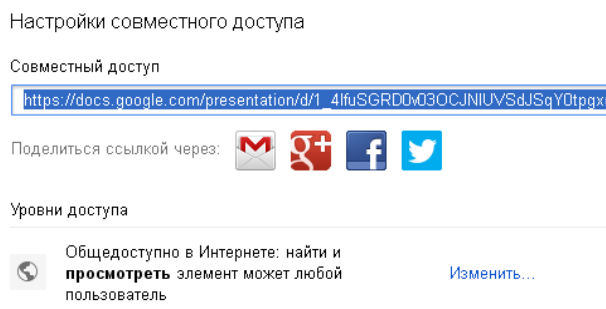 Настройки совместного доступа
Совместный доступ
https://docs.google.com/presentation/d/1_4lfuSGRD0v03OCJNIUVSdJSqY0tpgx
Поделиться ссылкой через:
Уровни доступа
Общедоступно в Интернете: найти и
просмотреть элемент может любой
Изменить...
пользователь